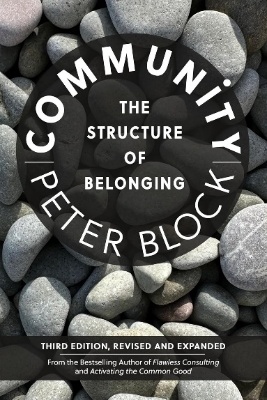 COMMUNiTY
THE
STRUCTURE
OF
BELONGING
PETER BLOCK
THIRD EDITION, REVISED AND EXPANDED
From the Bestselling Author of Flawless Consulting
and Activating the Common Good